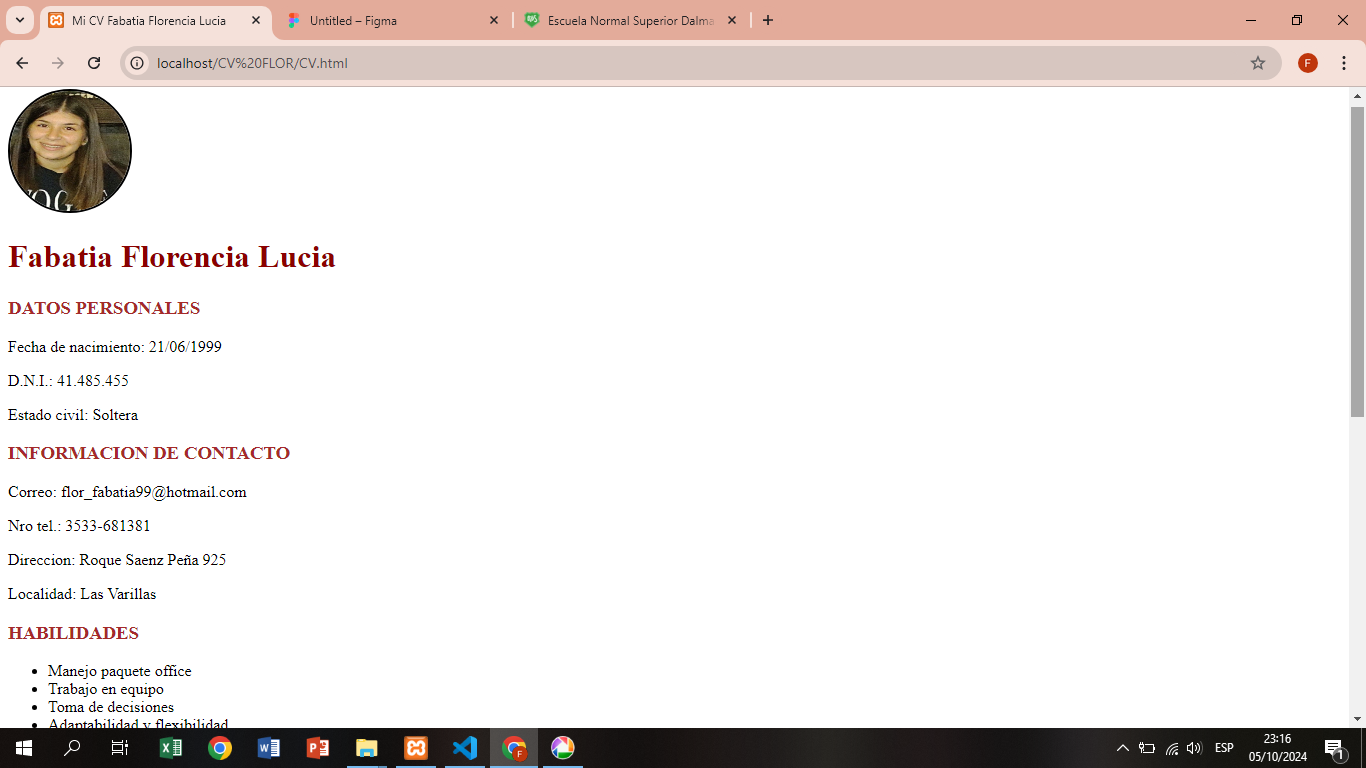 Mi CV Fabatia Florencia Lucia
Untitled – Figma
Escuela Normal Superior Dalma
localhost/CV%20FLOR/CV.html
F
Fabatia Florencia Lucia
DATOS PERSONALES
Fecha de nacimiento: 21/06/1999
D.N.I.: 41.485.455
Estado civil: Soltera
INFORMACION DE CONTACTO
Correo: flor_fabatia99@hotmail.com
Nro tel.: 3533-681381
Direccion: Roque Saenz Peña 925
Localidad: Las Varillas
HABILIDADES
Manejo paquete office
Trabajo en equipo
Toma de decisiones
Adaptabilidad y flexibilidad
ESP
23:16
05/10/2024
1